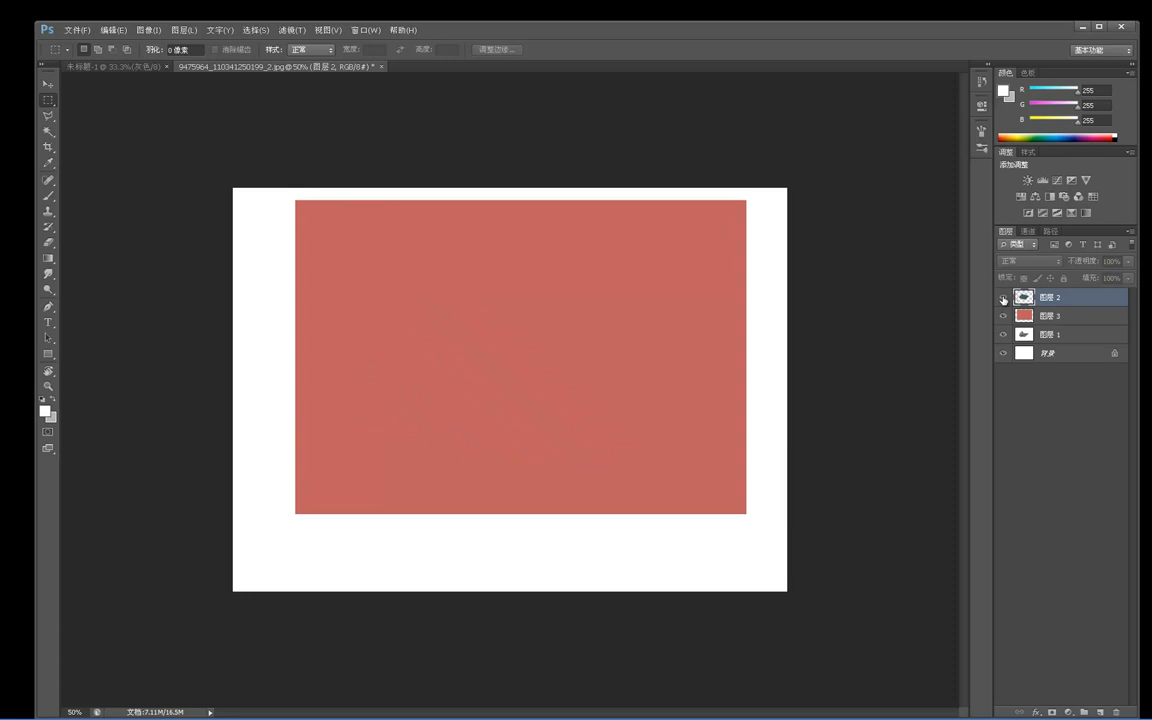 Ps 文件(F) 编辑(E) 图像(I) 图层(L) 文字(Y) 选择(S) 滤镜(T) 视图(V) 窗口(W) 帮助(H)
羽化: 0 像素 消除锯齿 样式: 正常 宽度: 高度: 调整边缘... 基本功能
未标题-1 @ 33.3%(灰色/8) × 9475964_110341250199_2.jpg @ 50% (图层 2, RGB/8#) * ×
颜色 色板
R 255
G 255
B 255
调整 样式
添加调整
图层 通道 路径
类型
正常 不透明度: 100%
锁定: 填充: 100%
图层 2
图层 3
图层 1
背景
50% 文档:7.11M/16.5M